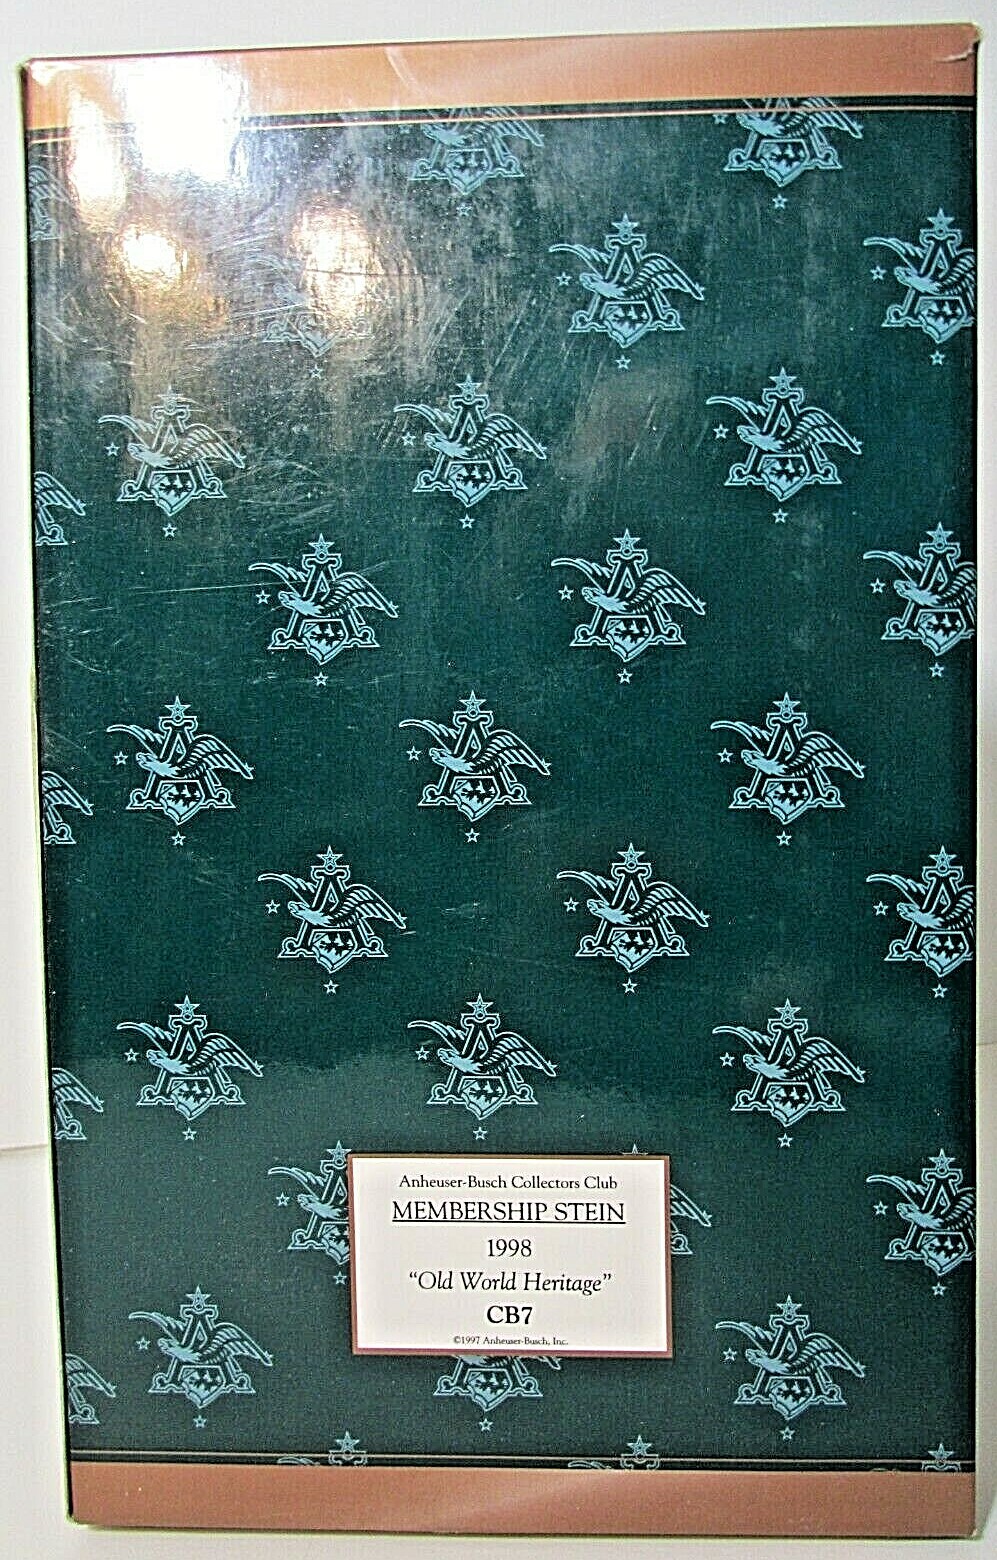 Anheuser-Busch Collectors Club
MEMBERSHIP STEIN
1998
“Old World Heritage”
CB7
©1997 Anheuser-Busch, Inc.